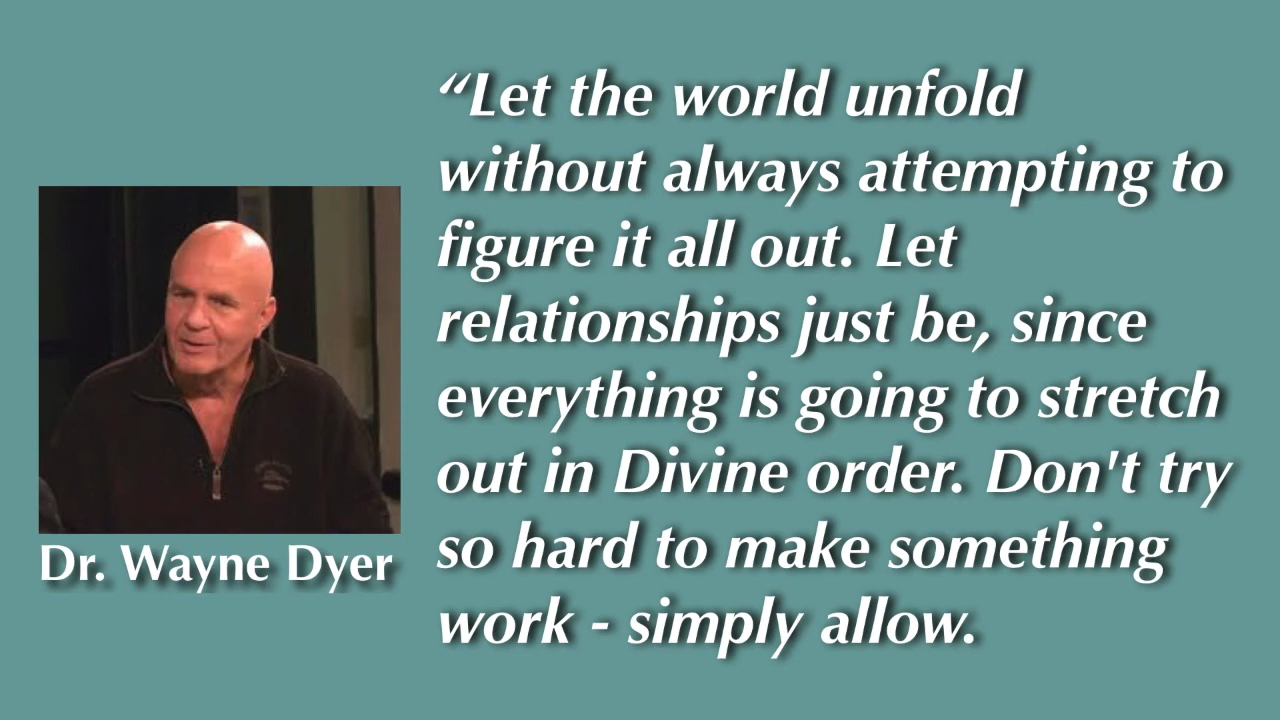 “Let the world unfold
without always attempting to
figure it all out. Let
relationships just be, since
everything is going to stretch
out in Divine order. Don't try
so hard to make something
work - simply allow.
Dr. Wayne Dyer